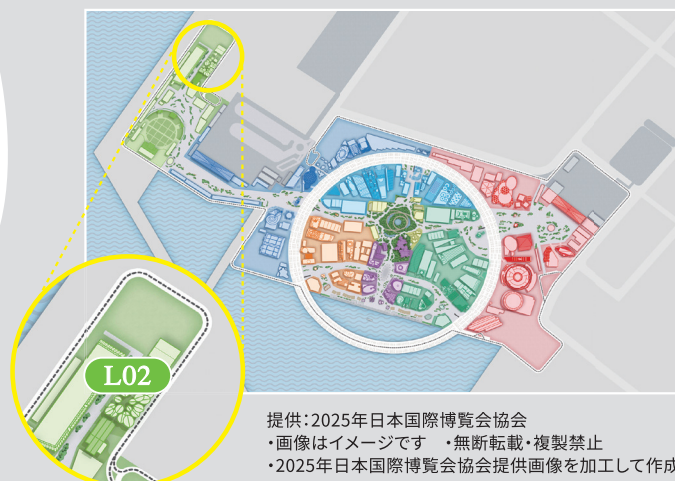 L02
提供：2025年日本国際博覧会協会
・画像はイメージです　・無断転載・複製禁止
・2025年日本国際博覧会協会提供画像を加工して作成